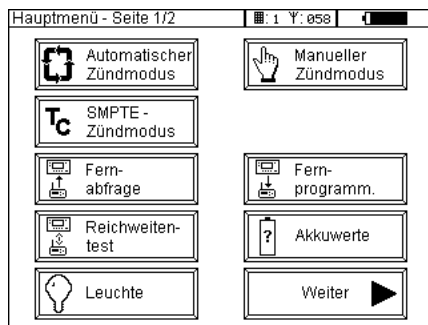 Hauptmenü - Seite 1/2 :1 :058
Automatischer
Zündmodus
Manueller
Zündmodus
Tc
SMPTE -
Zündmodus
Fern-
abfrage
Fern-
programm.
Reichweiten-
test
?
Akkuwerte
Leuchte
Weiter